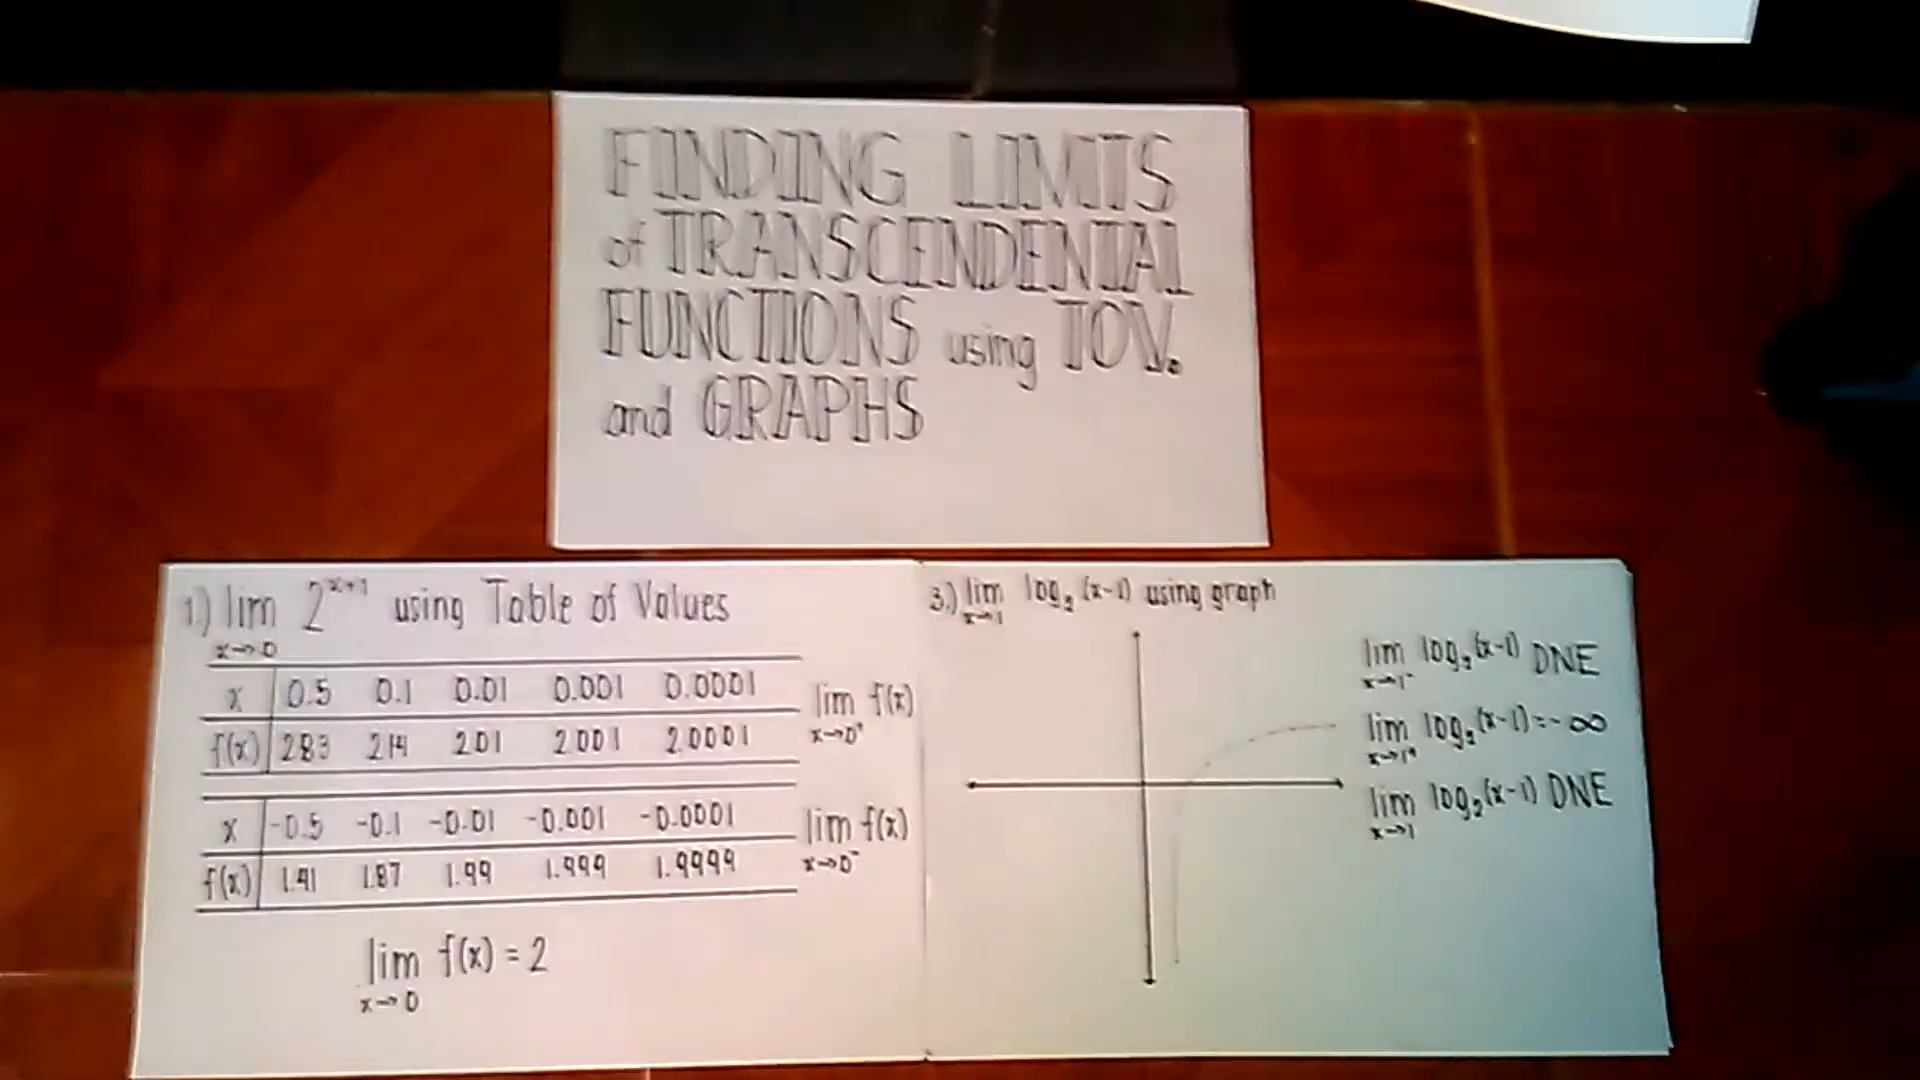 FINDING LIMITS
of TRANSCENDENTAL
FUNCTIONS using TOV.
and GRAPHS
1.) lim 2^x+1 using Table of Values
x→0
x 0.5 0.1 0.01 0.001 0.0001
f(x) 2.83 2.14 2.01 2.001 2.0001
lim f(x)
x→0⁺
x -0.5 -0.1 -0.01 -0.001 -0.0001
f(x) 1.41 1.87 1.99 1.999 1.9999
lim f(x)
x→0⁻
lim f(x) = 2
x→0
3.) lim log₂ (x-1) using graph
x→1
lim log₂(x-1) DNE
x→1⁻
lim log₂(x-1)=-∞
x→1⁺
lim log₂(x-1) DNE
x→1